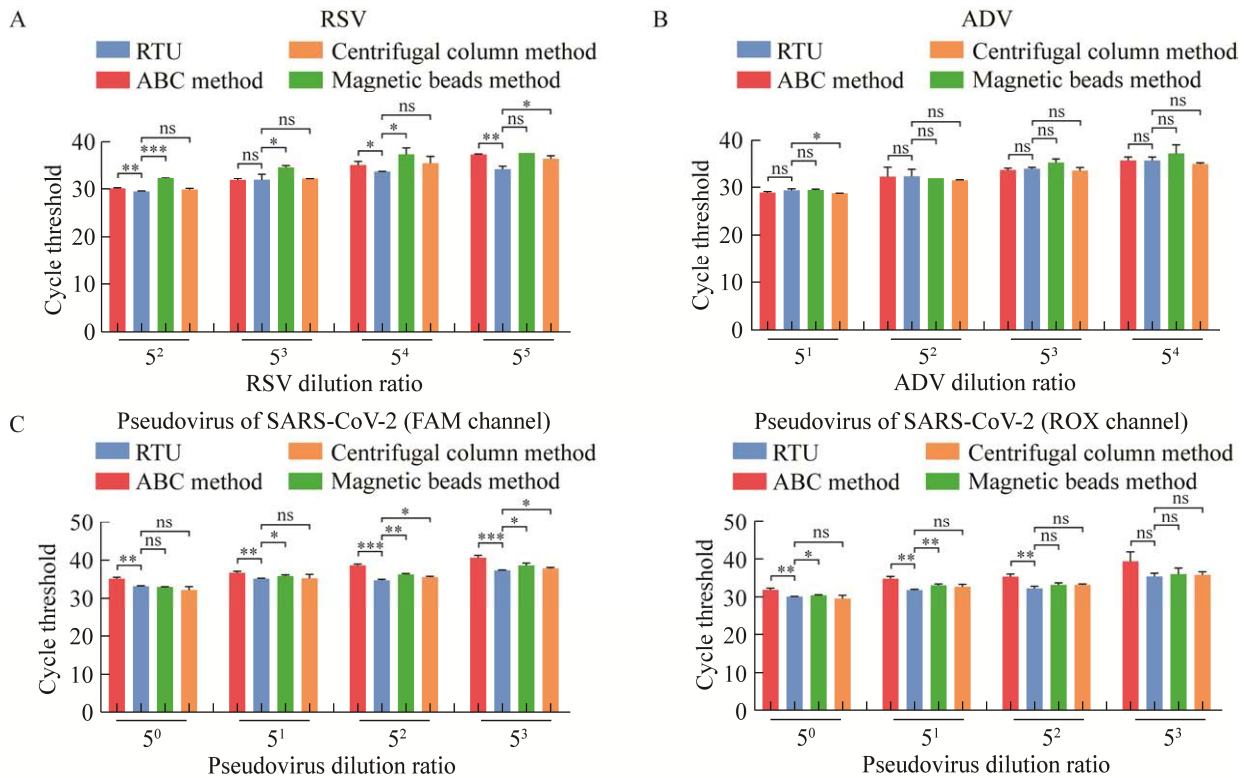 A
RSV
RTU
Centrifugal column method
ABC method
Magnetic beads method
Cycle threshold
40
30
20
10
0
**
***
ns
ns
*
ns
*
*
ns
**
ns
*
5²
5³
5⁴
5⁵
RSV dilution ratio
B
ADV
RTU
Centrifugal column method
ABC method
Magnetic beads method
Cycle threshold
40
30
20
10
0
ns
ns
*
ns
ns
ns
ns
ns
ns
ns
ns
ns
5¹
5²
5³
5⁴
ADV dilution ratio
C
Pseudovirus of SARS-CoV-2 (FAM channel)
RTU
Centrifugal column method
ABC method
Magnetic beads method
Cycle threshold
50
40
30
20
10
0
**
ns
ns
**
*
ns
***
**
*
***
*
*
5⁰
5¹
5²
5³
Pseudovirus dilution ratio
Pseudovirus of SARS-CoV-2 (ROX channel)
RTU
Centrifugal column method
ABC method
Magnetic beads method
Cycle threshold
50
40
30
20
10
0
**
*
ns
**
**
ns
**
ns
ns
ns
ns
ns
5⁰
5¹
5²
5³
Pseudovirus dilution ratio